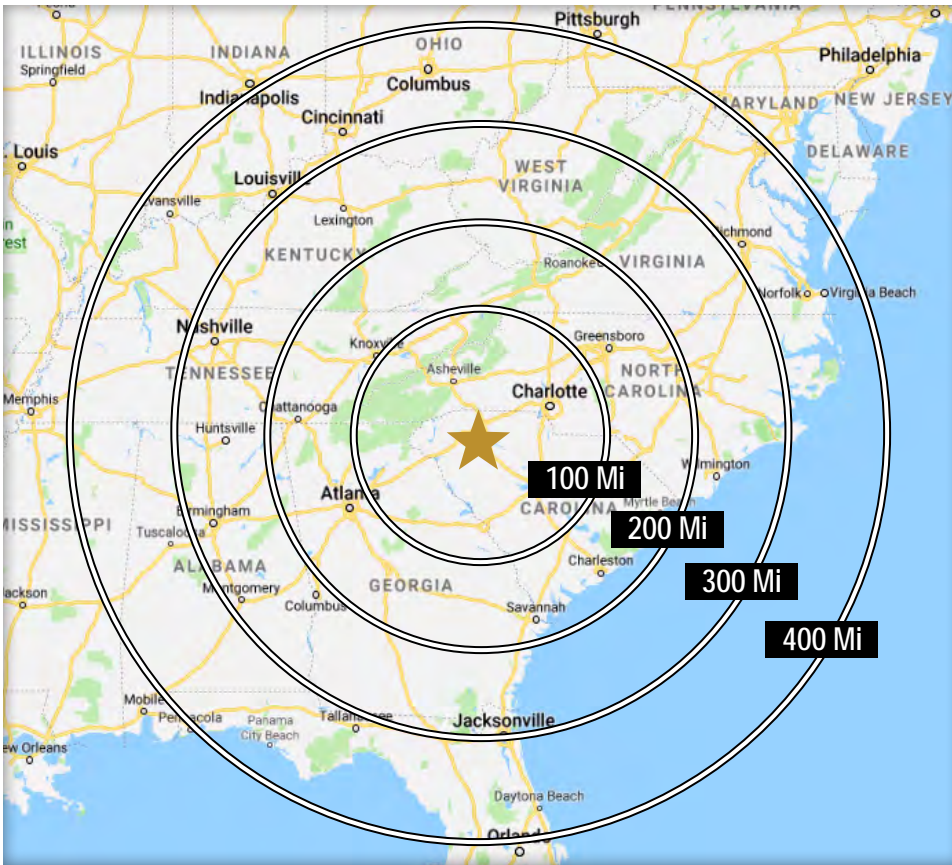 PENNSYLVANIA
Pittsburgh
OHIO
ILLINOIS
INDIANA
Philadelphia
Springfield
Columbus
Indianapolis
MARYLAND
NEW JERSEY
Cincinnati
. Louis
DELAWARE
WEST
VIRGINIA
Louisville
Evansville
Lexington
Richmond
KENTUCKY
Roanoke
VIRGINIA
Norfolk
Virginia Beach
Nashville
Greensboro
Knoxville
Asheville
TENNESSEE
NORTH
CAROLINA
Charlotte
Memphis
Chattanooga
Huntsville
Wilmington
100 Mi
Atlanta
Myrtle Beach
CAROLINA
Birmingham
200 Mi
MISSISSIPPI
Tuscaloosa
Charleston
ALABAMA
300 Mi
GEORGIA
Montgomery
Jackson
Columbus
Savannah
400 Mi
Mobile
Pensacola
Panama
City Beach
Tallahassee
Jacksonville
ew Orleans
Daytona Beach
Orlando